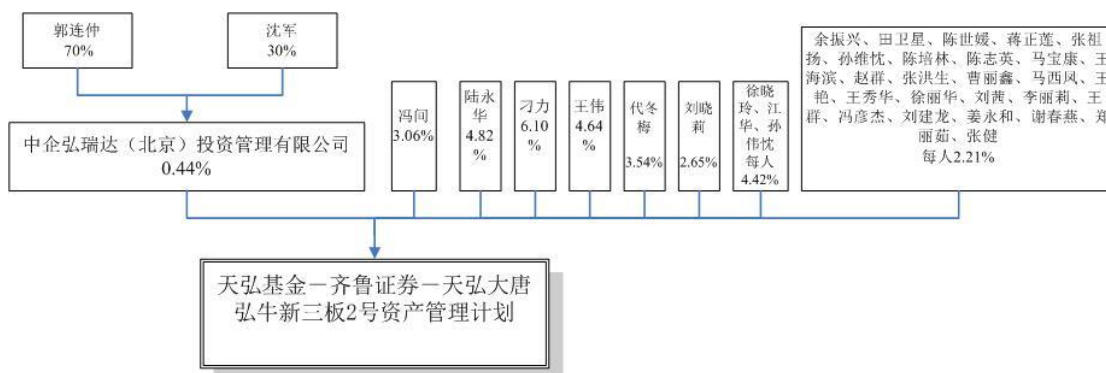 郭连仲
70%
沈军
30%
中企弘瑞达（北京）投资管理有限公司
0.44%
冯间
3.06%
陆永
华
4.82
%
刁力
6.10
%
王伟
4.64
%
代冬
梅
3.54%
刘晓
莉
2.65%
徐晓
玲、江
华、孙
伟忱
每人
4.42%
余振兴、田卫星、陈世媛、蒋正莲、张祖
扬、孙维忱、陈培林、陈志英、马宝康、王
海滨、赵群、张洪生、曹丽鑫、马西凤、王
艳、王秀华、徐丽华、刘茜、李丽莉、王
群、冯彦杰、刘建龙、姜永和、谢春燕、郑
丽茹、张健
每人2.21%
天弘基金－齐鲁证券－天弘大唐
弘牛新三板2号资产管理计划